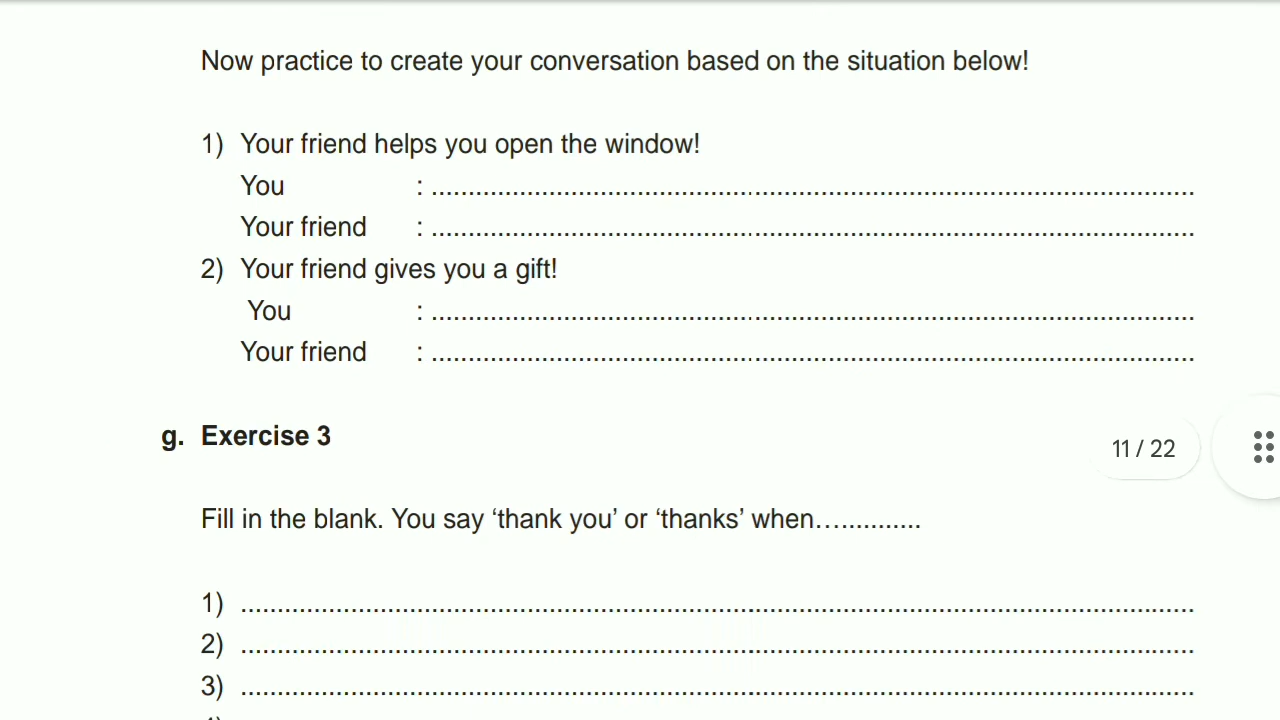 Now practice to create your conversation based on the situation below!
1) Your friend helps you open the window!
You : ........................................................................................................
Your friend : ........................................................................................................
2) Your friend gives you a gift!
You : ........................................................................................................
Your friend : ........................................................................................................
g. Exercise 3
11 / 22
Fill in the blank. You say ‘thank you’ or ‘thanks’ when…...........
1) ..................................................................................................................................
2) ..................................................................................................................................
3) ..................................................................................................................................